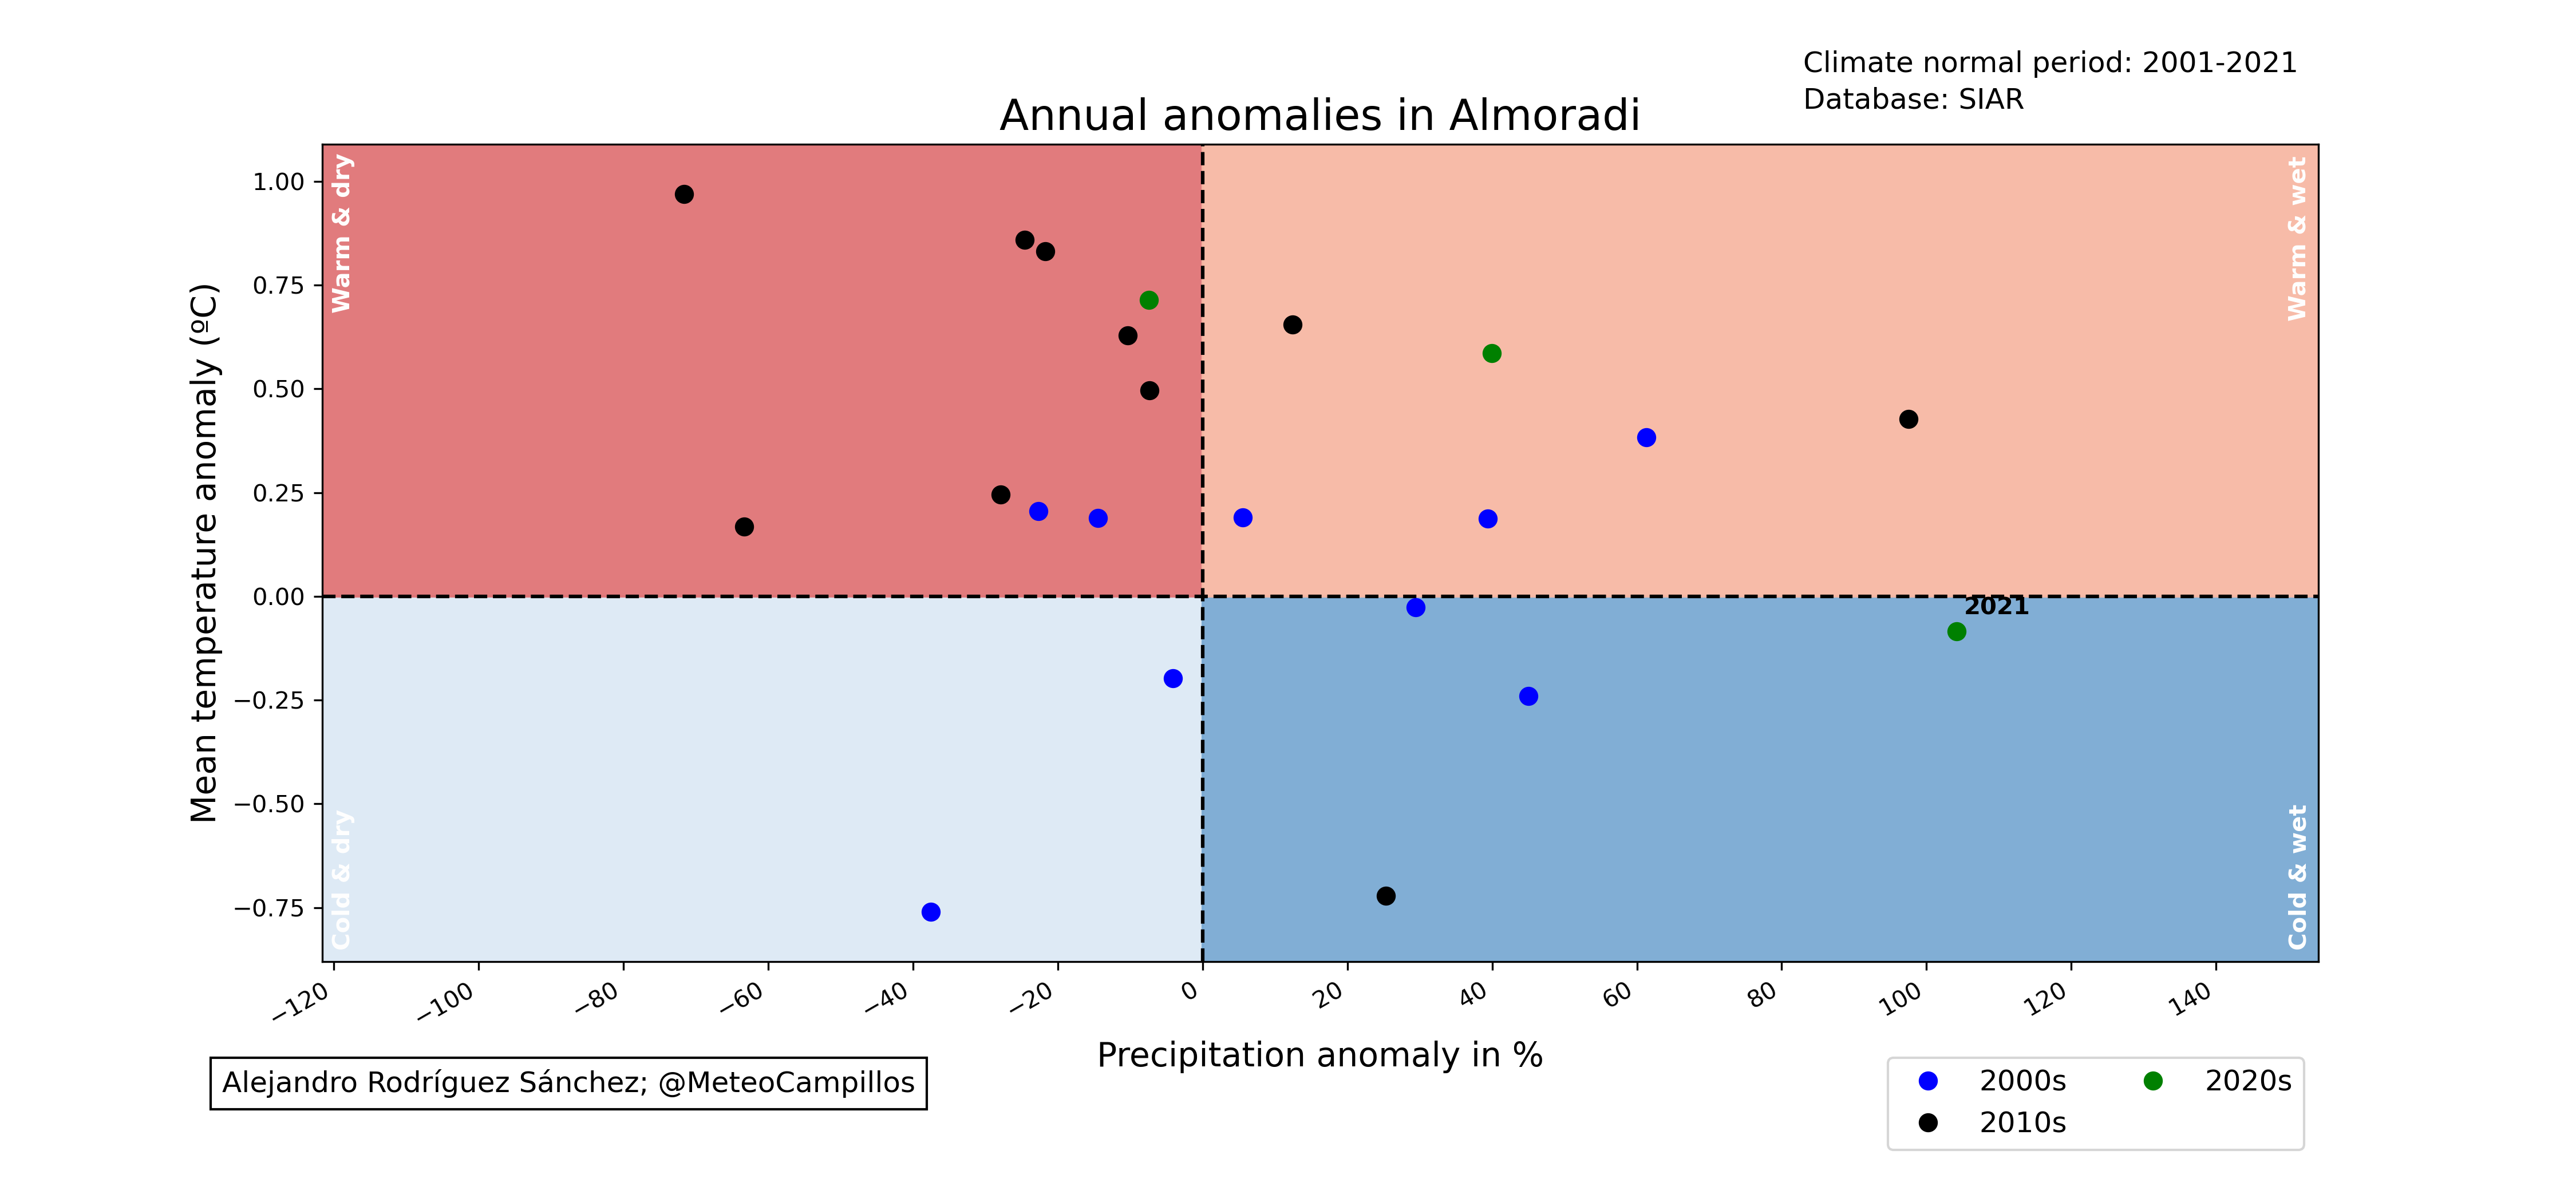 Climate normal period: 2001-2021
Database: SIAR
Annual anomalies in Almoradi
Warm & dry
Warm & wet
Mean temperature anomaly (ºC)
1.00
0.75
0.50
0.25
0.00
−0.25
−0.50
−0.75
2021
Cold & dry
Cold & wet
−120 −100 −80 −60 −40 −20 0 20 40 60 80 100 120 140
Precipitation anomaly in %
Alejandro Rodríguez Sánchez; @MeteoCampillos
2000s 2020s
2010s